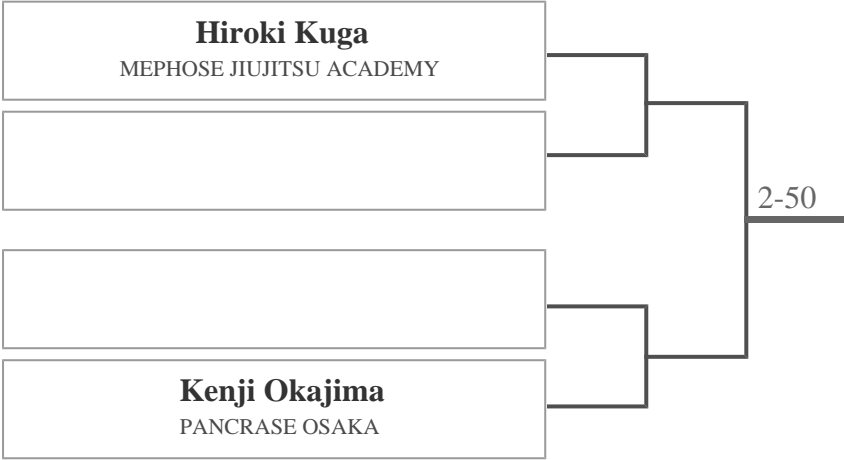 Hiroki Kuga
MEPHOSE JIUJITSU ACADEMY
2-50
Kenji Okajima
PANCRASE OSAKA